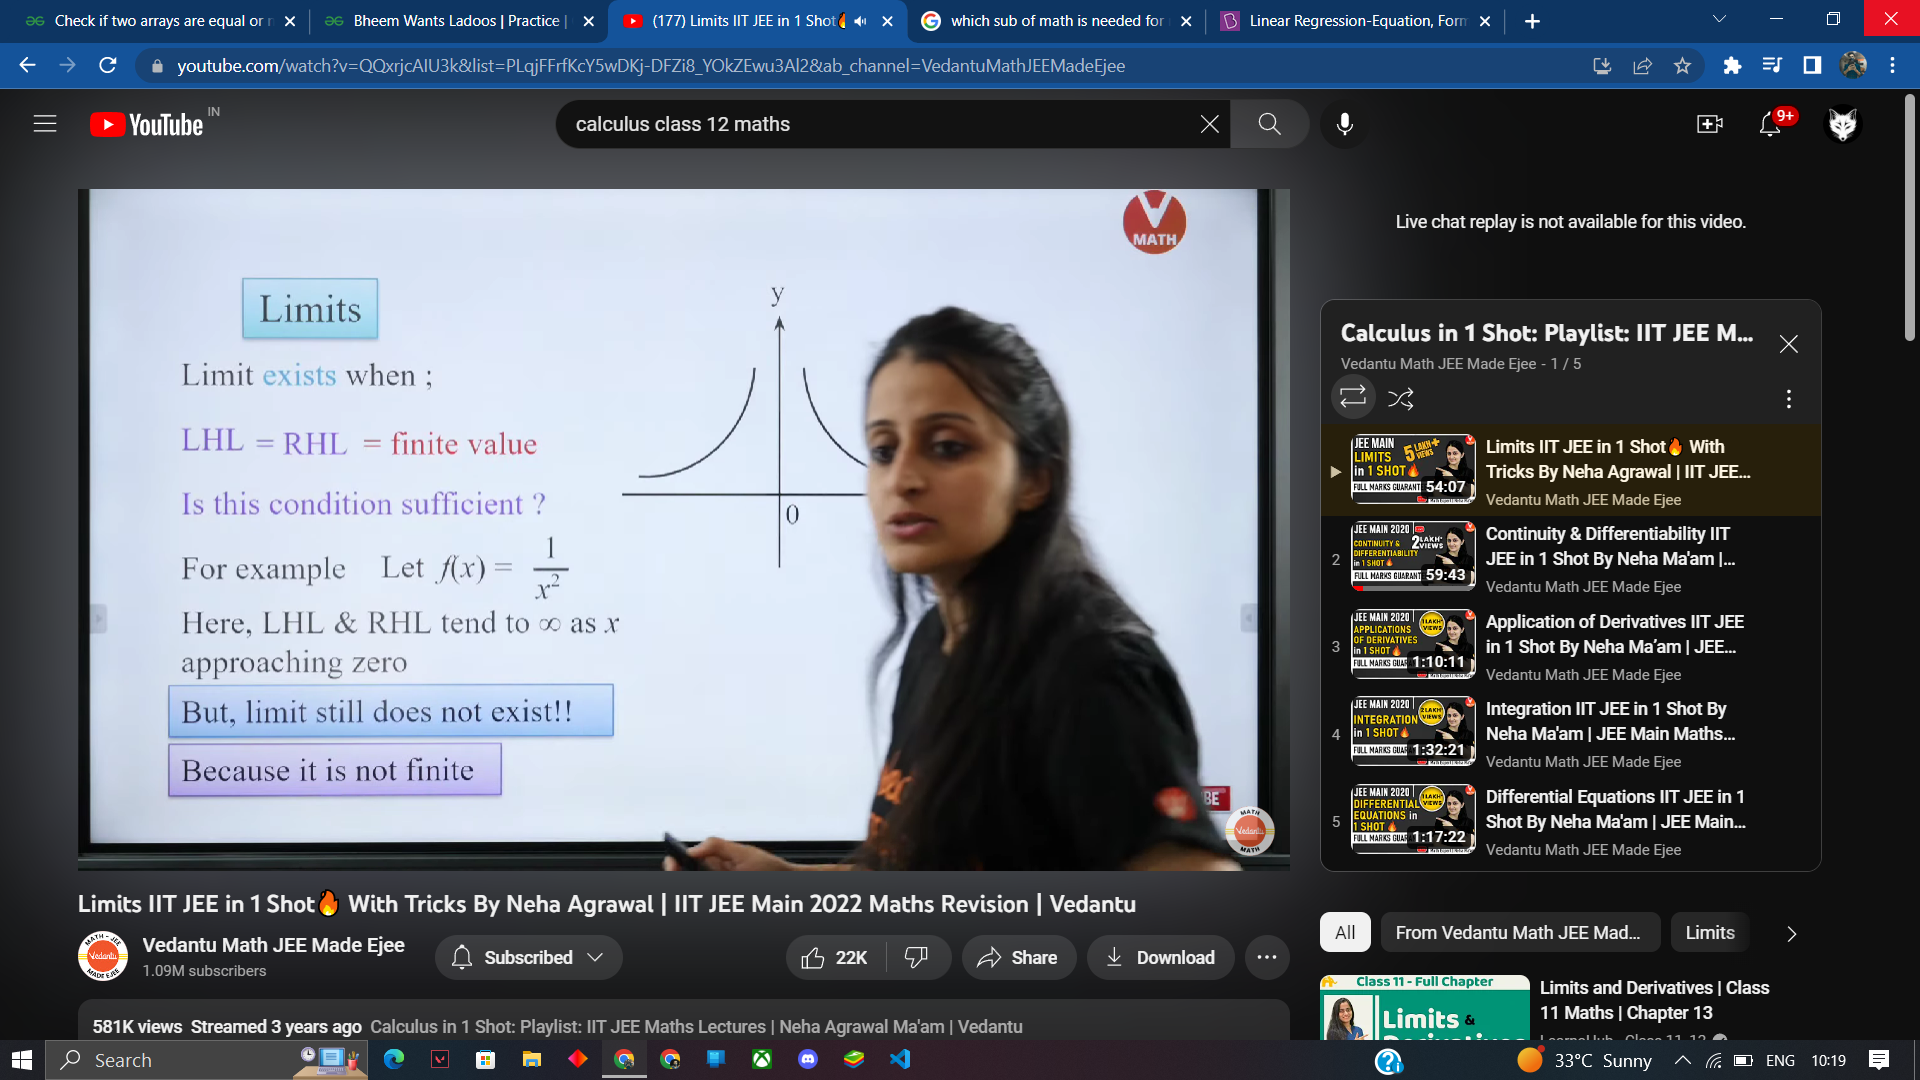 Check if two arrays are equal or n
Bheem Wants Ladoos | Practice |
(177) Limits IIT JEE in 1 Shot🔥
which sub of math is needed for
Linear Regression-Equation, Form
youtube.com/watch?v=QQxrjcAIU3k&list=PLqjFFrfKcY5wDKj-DFZi8_YOkZEwu3Al2&ab_channel=VedantuMathJEEMadeEjee
YouTube IN
calculus class 12 maths
9+
MATH
Limits
Limit exists when ;
LHL = RHL = finite value
Is this condition sufficient ?
For example Let f(x) = 1/x²
Here, LHL & RHL tend to ∞ as x
approaching zero
But, limit still does not exist!!
Because it is not finite
y
0
BE
MATH
Vedantu
MATH
Live chat replay is not available for this video.
Calculus in 1 Shot: Playlist: IIT JEE M...
Vedantu Math JEE Made Ejee - 1 / 5
JEE MAIN
LIMITS
in 1 SHOT🔥
5 LAKH+
VIEWS
FULL MARKS GUARANT
54:07
Limits IIT JEE in 1 Shot🔥 With
Tricks By Neha Agrawal | IIT JEE...
Vedantu Math JEE Made Ejee
2
JEE MAIN 2020
CONTINUITY &
DIFFERENTIABILITY
in 1 SHOT🔥
2 LAKH+
VIEWS
FULL MARKS GUARANT
59:43
Continuity & Differentiability IIT
JEE in 1 Shot By Neha Ma'am |...
Vedantu Math JEE Made Ejee
3
JEE MAIN 2020
APPLICATIONS
OF DERIVATIVES
in 1 SHOT🔥
1 LAKH+
VIEWS
FULL MARKS GUAR
1:10:11
Application of Derivatives IIT JEE
in 1 Shot By Neha Ma’am | JEE...
Vedantu Math JEE Made Ejee
4
JEE MAIN 2020
INTEGRATION
in 1 SHOT🔥
2 LAKH+
VIEWS
FULL MARKS GUAR
1:32:21
Integration IIT JEE in 1 Shot By
Neha Ma'am | JEE Main Maths...
Vedantu Math JEE Made Ejee
5
JEE MAIN 2020
DIFFERENTIAL
EQUATIONS in
1 SHOT🔥
1 LAKH+
VIEWS
FULL MARKS GUAR
1:17:22
Differential Equations IIT JEE in 1
Shot By Neha Ma'am | JEE Main...
Vedantu Math JEE Made Ejee
Limits IIT JEE in 1 Shot🔥 With Tricks By Neha Agrawal | IIT JEE Main 2022 Maths Revision | Vedantu
MATH - JEE
Vedantu
MADE EJEE
Vedantu Math JEE Made Ejee
1.09M subscribers
Subscribed
22K
Share
Download
581K views Streamed 3 years ago Calculus in 1 Shot: Playlist: IIT JEE Maths Lectures | Neha Agrawal Ma'am | Vedantu
All
From Vedantu Math JEE Mad...
Limits
Class 11 - Full Chapter
Limits &
Limits and Derivatives | Class
11 Maths | Chapter 13
Search
33°C Sunny
ENG
10:19